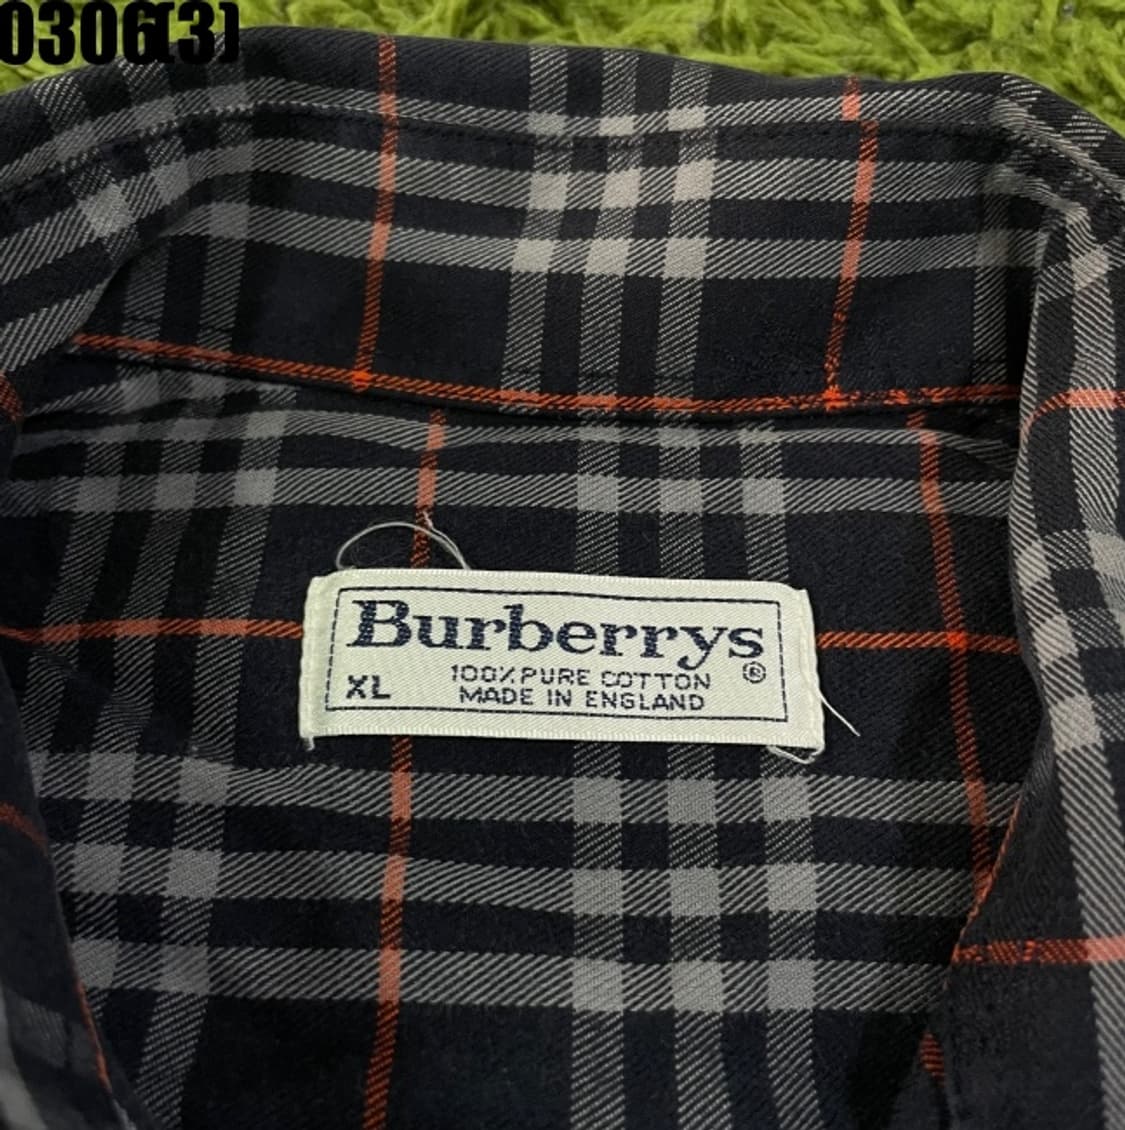 0306(3)
Burberrys
®
100% PURE COTTON
XL MADE IN ENGLAND